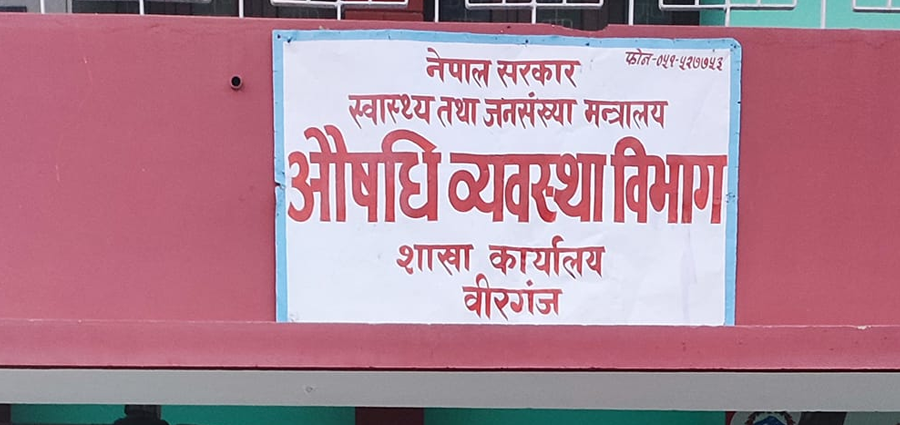 फोन-०५१-५२७७५३
नेपाल सरकार
स्वास्थ्य तथा जनसंख्या मन्त्रालय
औषधि व्यवस्था विभाग
शाखा कार्यालय
वीरगंज